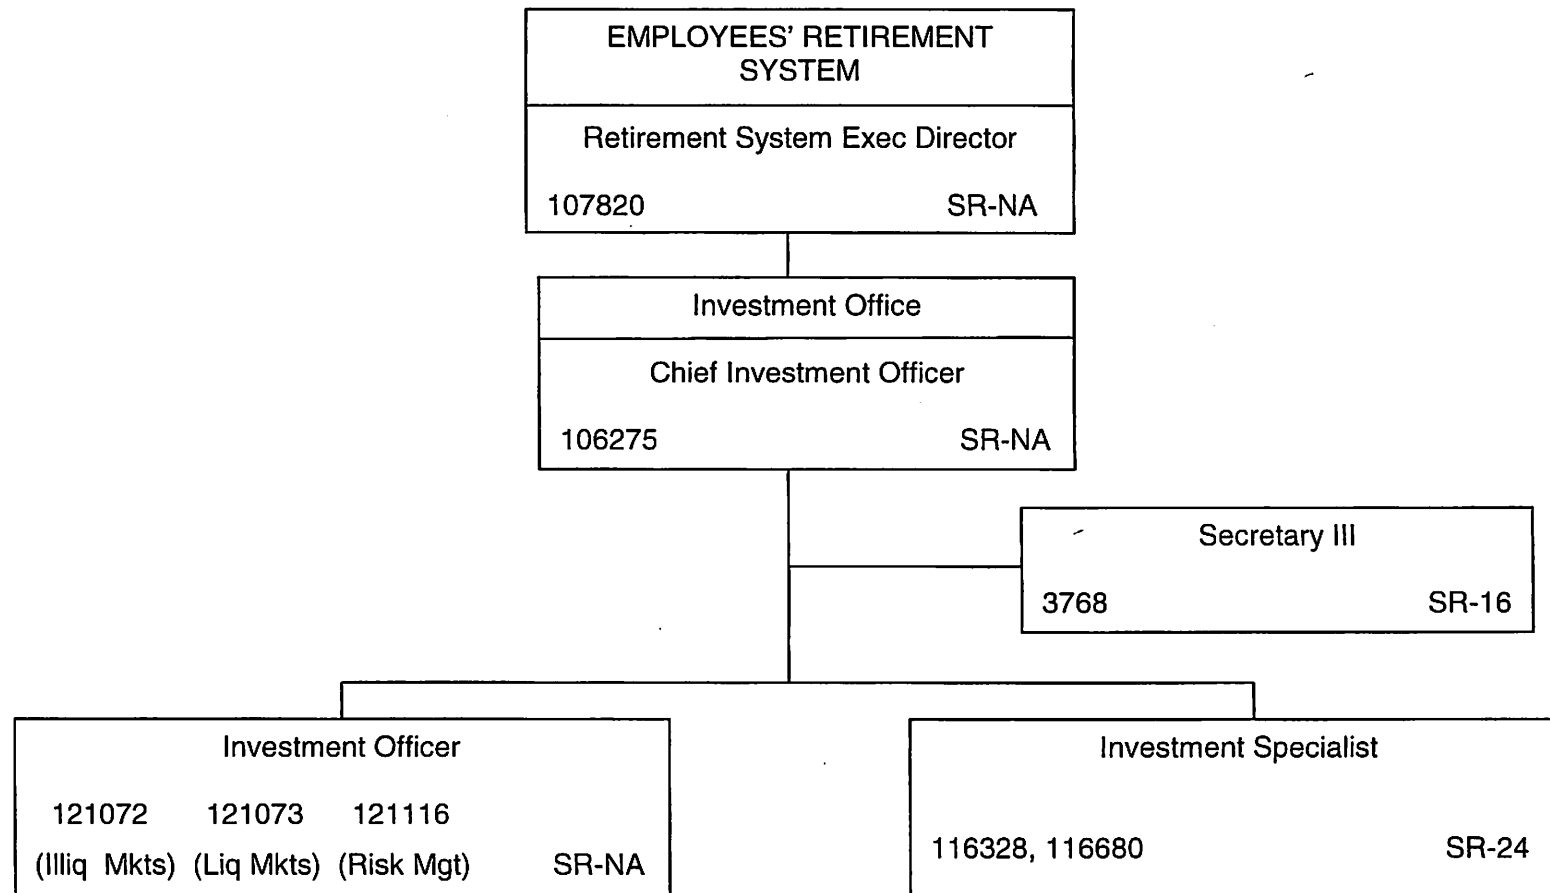 EMPLOYEES' RETIREMENT
SYSTEM
Retirement System Exec Director
107820 SR-NA
Investment Office
Chief Investment Officer
106275 SR-NA
Secretary III
3768 SR-16
Investment Officer
121072 121073 121116
(Illiq Mkts) (Liq Mkts) (Risk Mgt) SR-NA
Investment Specialist
116328, 116680 SR-24